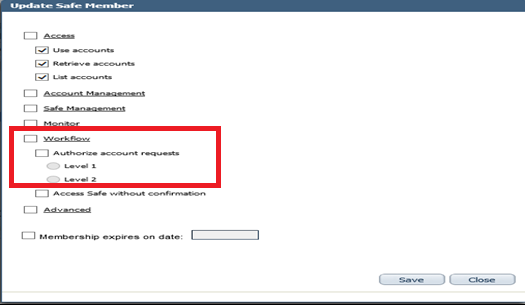 Update Safe Member
Access
Use accounts
Retrieve accounts
List accounts
Account Management
Safe Management
Monitor
Workflow
Authorize account requests
Level 1
Level 2
Access Safe without confirmation
Advanced
Membership expires on date:
Save Close